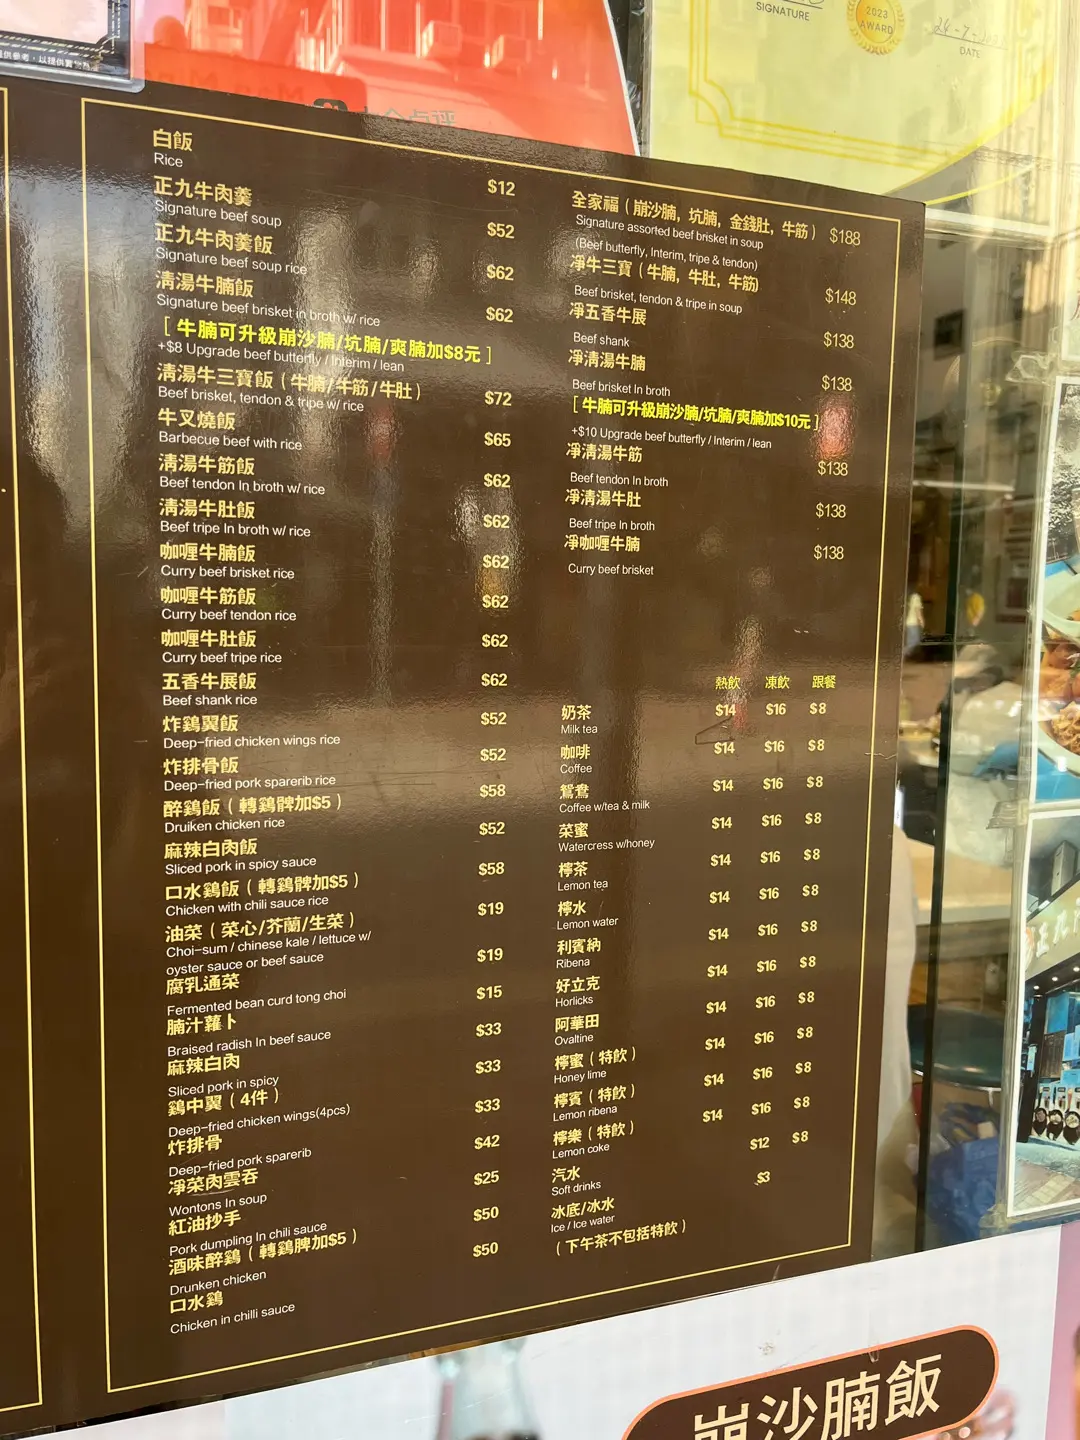 SIGNATURE
2023
AWARD
24-7-
DATE
大众点评
白飯
Rice $12
正九牛肉羹
Signature beef soup $52
正九牛肉羹飯
Signature beef soup rice $62
淸湯牛腩飯
Signature beef brisket in broth w/ rice $62
[ 牛腩可升級崩沙腩/坑腩/爽腩加$8元 ]
+$8 Upgrade beef butterfly / Interim / lean
淸湯牛三寶飯 ( 牛腩/牛筋/牛肚 )
Beef brisket, tendon & tripe w/ rice $72
牛叉燒飯
Barbecue beef with rice $65
淸湯牛筋飯
Beef tendon In broth w/ rice $62
淸湯牛肚飯
Beef tripe In broth w/ rice $62
咖喱牛腩飯
Curry beef brisket rice $62
咖喱牛筋飯
Curry beef tendon rice $62
咖喱牛肚飯
Curry beef tripe rice $62
五香牛展飯
Beef shank rice $62
炸鷄翼飯
Deep-fried chicken wings rice $52
炸排骨飯
Deep-fried pork sparerib rice $52
醉鷄飯 ( 轉鷄髀加$5 )
Druiken chicken rice $58
麻辣白肉飯
Sliced pork in spicy sauce $52
口水鷄飯 ( 轉鷄髀加$5 )
Chicken with chili sauce rice $58
油菜 ( 菜心/芥蘭/生菜 )
Choi-sum / chinese kale / lettuce w/
oyster sauce or beef sauce $19
腐乳通菜
Fermented bean curd tong choi $19
腩汁蘿卜
Braised radish In beef sauce $15
麻辣白肉
Sliced pork in spicy $33
鷄中翼 ( 4件 )
Deep-fried chicken wings(4pcs) $33
炸排骨
Deep-fried pork sparerib $33
凈菜肉雲吞
Wontons In soup $42
紅油抄手
Pork dumpling In chili sauce $25
酒味醉鷄 ( 轉鷄脾加$5 )
Drunken chicken $50
口水鷄
Chicken in chilli sauce $50
全家福 ( 崩沙腩, 坑腩, 金錢肚, 牛筋 ) $188
Signature assorted beef brisket in soup
(Beef butterfly, Interim, tripe & tendon)
凈牛三寶 ( 牛腩, 牛肚, 牛筋)
Beef brisket, tendon & tripe in soup $148
凈五香牛展
Beef shank $138
凈淸湯牛腩
Beef brisket In broth $138
[ 牛腩可升級崩沙腩/坑腩/爽腩加$10元 ]
+$10 Upgrade beef butterfly / Interim / lean
凈淸湯牛筋
Beef tendon In broth $138
凈淸湯牛肚
Beef tripe In broth $138
凈咖喱牛腩
Curry beef brisket $138
熱飲 凍飲 跟餐
奶茶 $14 $16 $8
Milk tea
咖啡 $14 $16 $8
Coffee
鴛鴦 $14 $16 $8
Coffee w/tea & milk
菜蜜 $14 $16 $8
Watercress w/honey
檸茶 $14 $16 $8
Lemon tea
檸水 $14 $16 $8
Lemon water
利賓納 $14 $16 $8
Ribena
好立克 $14 $16 $8
Horlicks
阿華田 $14 $16 $8
Ovaltine
檸蜜 ( 特飲 ) $14 $16 $8
Honey lime
檸賓 ( 特飲 ) $14 $16 $8
Lemon ribena
檸樂 ( 特飲 ) $14 $16 $8
Lemon coke
汽水 $12 $8
Soft drinks
冰底/冰水 $3
Ice / Ice water
( 下午茶不包括特飲 )
正九
崩沙腩飯